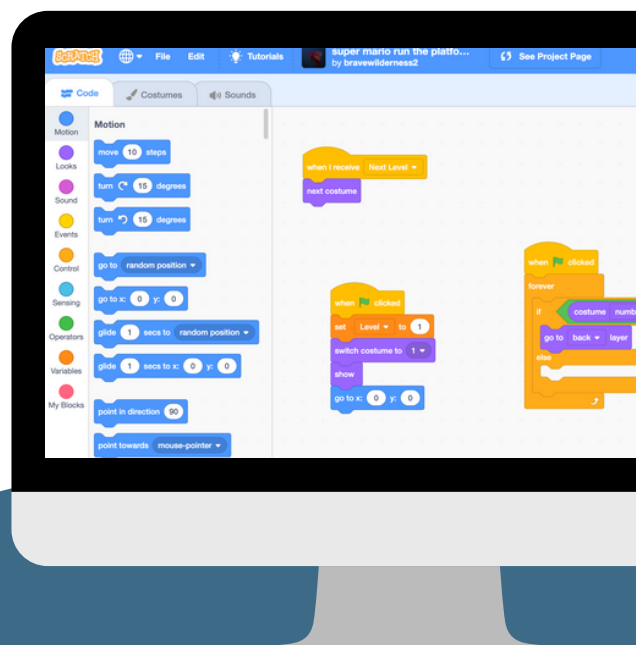 SCRATCH
File Edit Tutorials
super mario run the platfo...
by bravewilderness2
See Project Page
Code Costumes Sounds
Motion
Looks
Sound
Events
Control
Sensing
Operators
Variables
My Blocks
Motion
move 10 steps
turn 15 degrees
turn 15 degrees
go to random position
go to x: 0 y: 0
glide 1 secs to random position
glide 1 secs to x: 0 y: 0
point in direction 90
point towards mouse-pointer
when I receive Next Level
next costume
when clicked
set Level to 1
switch costume to 1
show
go to x: 0 y: 0
when clicked
forever
if costume numb
go to back layer
else